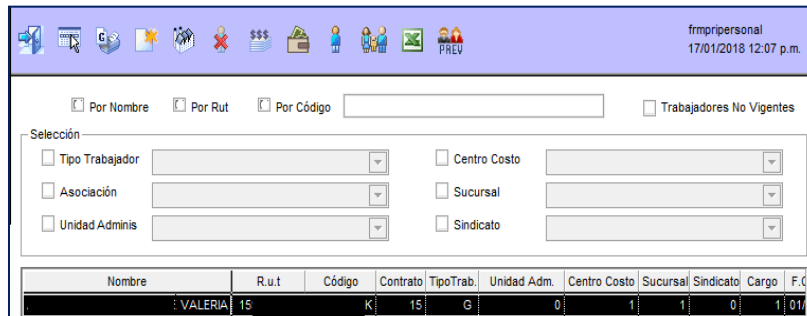 frmpripersonal
G $$$ PREV
17/01/2018 12:07 p.m.
Por Nombre Por Rut Por Código Trabajadores No Vigentes
Selección
Tipo Trabajador Centro Costo
Asociación Sucursal
Unidad Adminis Sindicato
Nombre R.u.t Código Contrato TipoTrab. Unidad Adm. Centro Costo Sucursal Sindicato Cargo F.C
VALERIA 15 K 15 G 0 1 1 0 1 01/